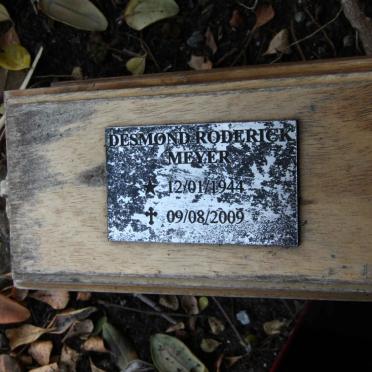 DESMOND RODERICK
MEYER
★ 12/01/1944
✝ 09/08/2009